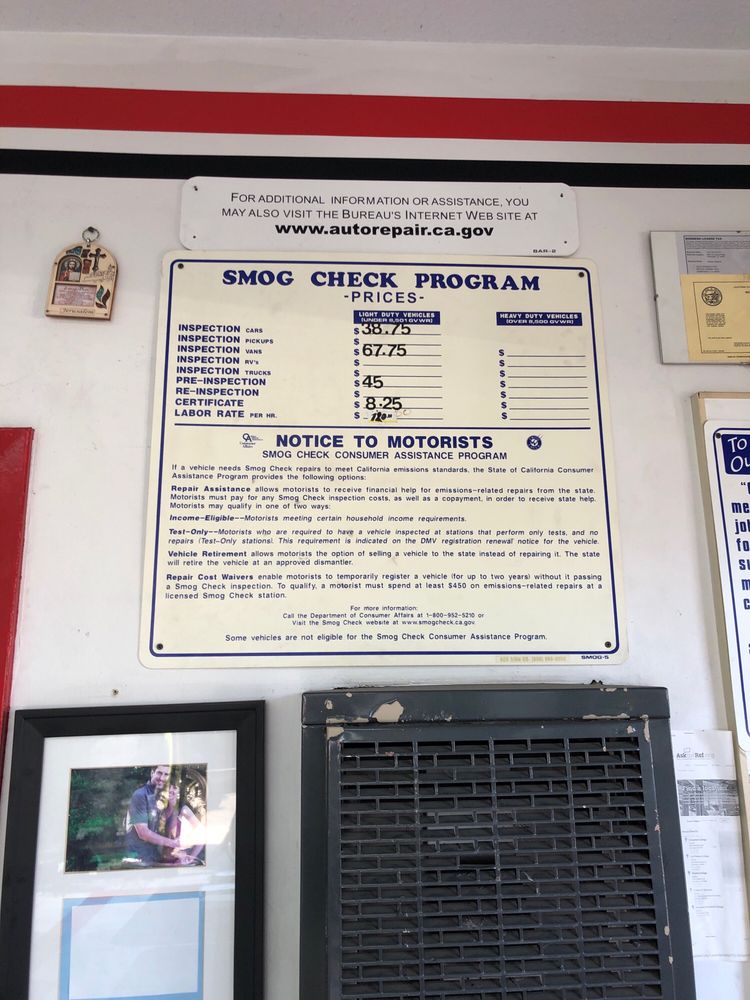 FOR ADDITIONAL INFORMATION OR ASSISTANCE, YOU
MAY ALSO VISIT THE BUREAU'S INTERNET WEB SITE AT
www.autorepair.ca.gov
BAR-2
SMOG CHECK PROGRAM
-PRICES-
LIGHT DUTY VEHICLES
(UNDER 8,501 GVWR)
HEAVY DUTY VEHICLES
(OVER 8,500 GVWR)
INSPECTION CARS $ 38.75
INSPECTION PICKUPS $
INSPECTION VANS $ 67.75 $
INSPECTION RV's $ $
INSPECTION TRUCKS $ $
PRE-INSPECTION $ 45 $
RE-INSPECTION $ $
CERTIFICATE $ 8.25 $
LABOR RATE PER HR. $ 120 $
NOTICE TO MOTORISTS
SMOG CHECK CONSUMER ASSISTANCE PROGRAM
If a vehicle needs Smog Check repairs to meet California emissions standards, the State of California Consumer
Assistance Program provides the following options:
Repair Assistance allows motorists to receive financial help for emissions-related repairs from the state.
Motorists must pay for any Smog Check inspection costs, as well as a copayment, in order to receive state help.
Motorists may qualify in one of two ways:
Income-Eligible--Motorists meeting certain household income requirements.
Test-Only--Motorists who are required to have a vehicle inspected at stations that perform only tests, and no
repairs (Test-Only stations). This requirement is indicated on the DMV registration renewal notice for the vehicle.
Vehicle Retirement allows motorists the option of selling a vehicle to the state instead of repairing it. The state
will retire the vehicle at an approved dismantler.
Repair Cost Waivers enable motorists to temporarily register a vehicle (for up to two years) without it passing
a Smog Check inspection. To qualify, a motorist must spend at least $450 on emissions-related repairs at a
licensed Smog Check station.
For more information:
Call the Department of Consumer Affairs at 1-800-952-5210 or
Visit the Smog Check website at www.smogcheck.ca.gov.
Some vehicles are not eligible for the Smog Check Consumer Assistance Program.
SMOG-5
Jerusalem
BUSINESS LICENSE TAX
TO
Find a location